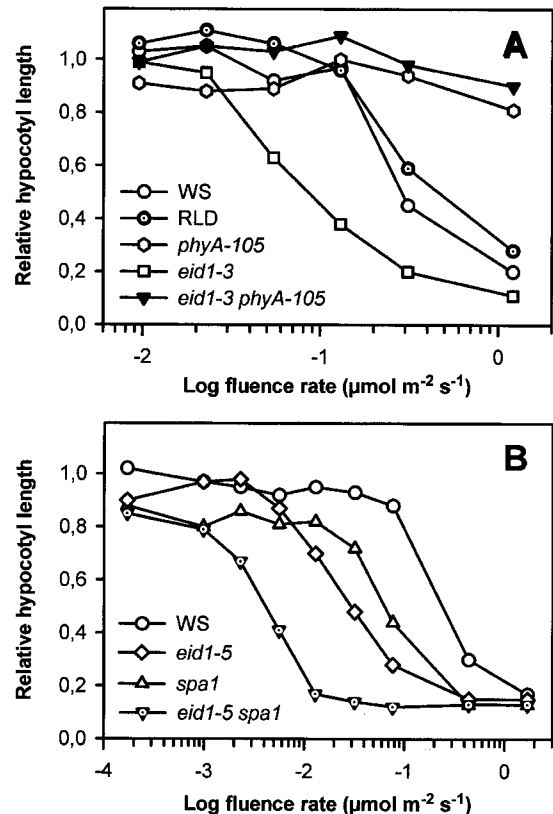 A
Relative hypocotyl length
1,0
0,8
0,6
0,4
0,2
0,0
WS
RLD
phyA-105
eid1-3
eid1-3 phyA-105
-2
-1
0
Log fluence rate (µmol m⁻² s⁻¹)
B
Relative hypocotyl length
1,0
0,8
0,6
0,4
0,2
0,0
WS
eid1-5
spa1
eid1-5 spa1
-4
-3
-2
-1
0
Log fluence rate (µmol m⁻² s⁻¹)